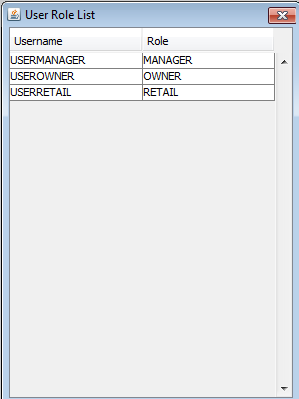 User Role List
Username Role
USERMANAGER MANAGER
USEROWNER OWNER
USERRETAIL RETAIL